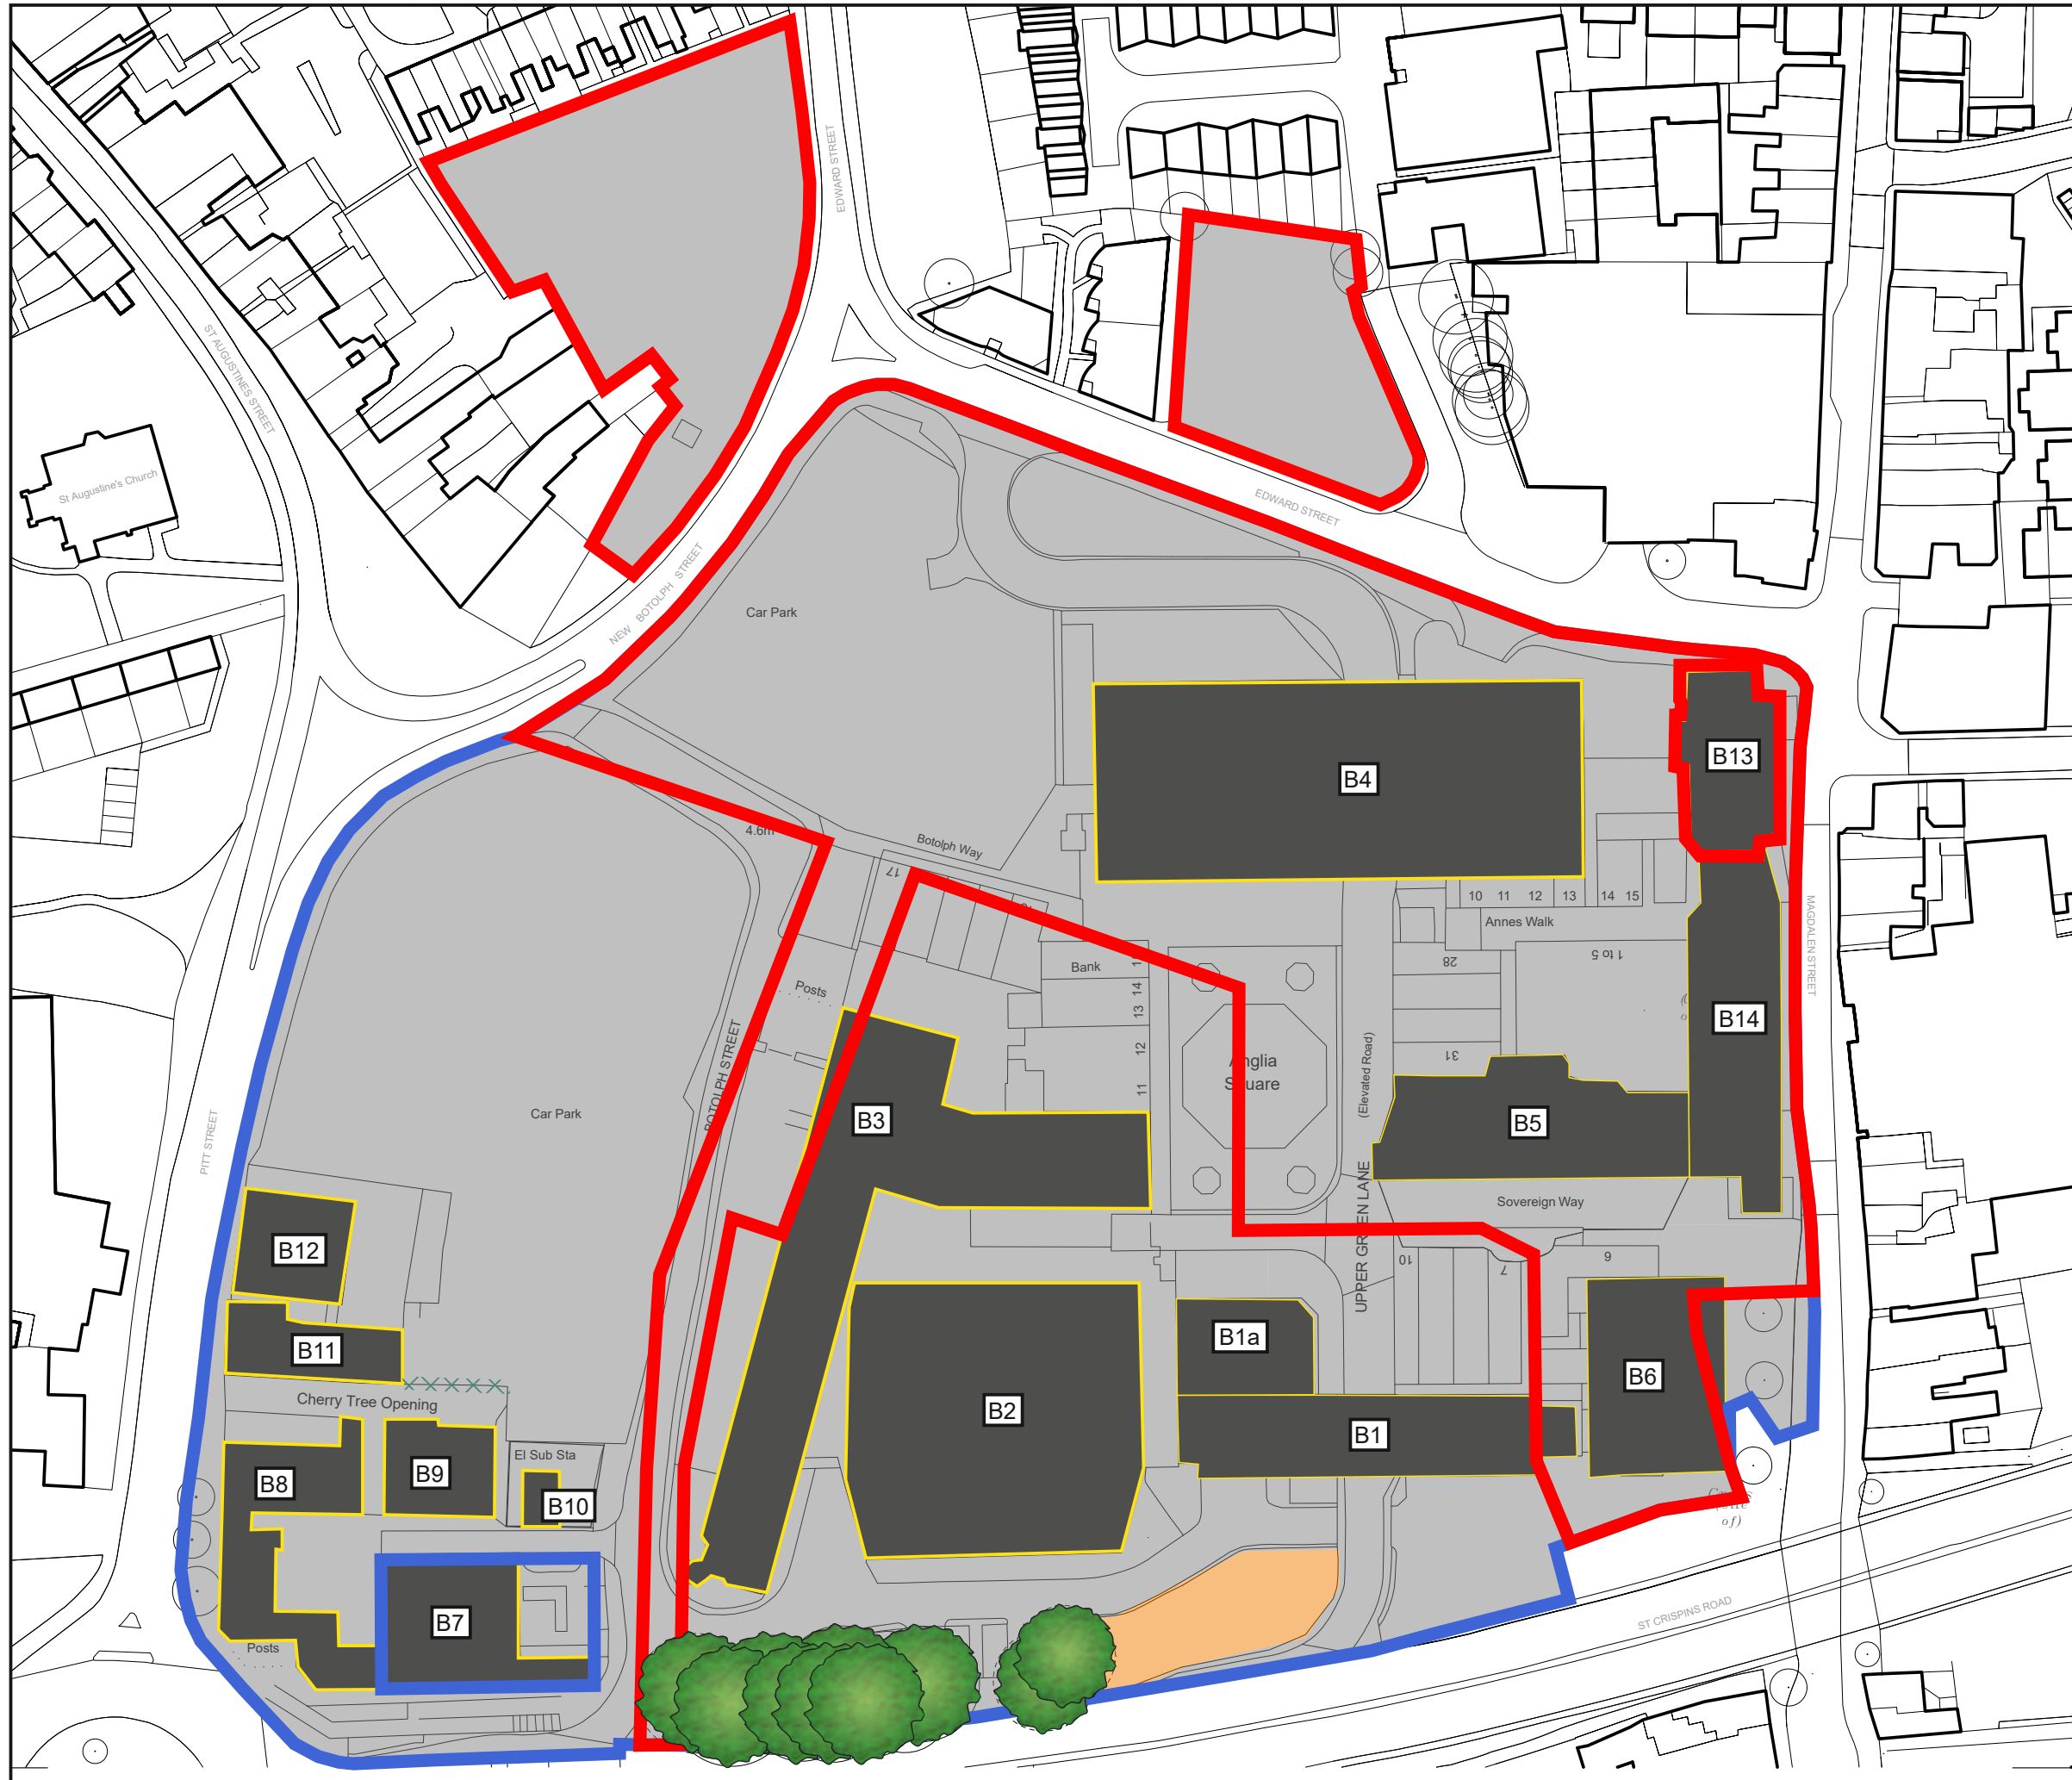 EDWARD STREET
ST AUGUSTINES STREET
St Augustine's Church
EDWARD STREET
NEW BOTOLPH STREET
Car Park
B13
B4
4.6m
Botolph Way
17
10 11 12 13 14 15
Annes Walk
MAGDALEN STREET
28
1 to 5
Bank
14
13
Posts
B14
12
31
(Elevated Road)
Anglia
Square
BOTOLPH STREET
11
Car Park
B3
B5
PITT STREET
Sovereign Way
UPPER GREEN LANE
B12
10
7
6
B1a
B11
B6
Cherry Tree Opening
B2
B1
El Sub Sta
B8
B9
B10
of)
B7
ST CRISPINS ROAD
Posts